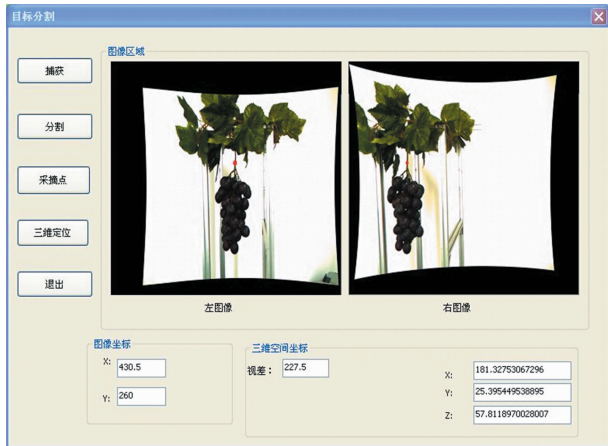 目标分割
捕获
分割
采摘点
三维定位
退出
图像区域
左图像
右图像
图像坐标
X: 430.5
Y: 260
三维空间坐标
视差： 227.5
X: 181.32753067296
Y: 25.395449538895
Z: 57.8118970028007